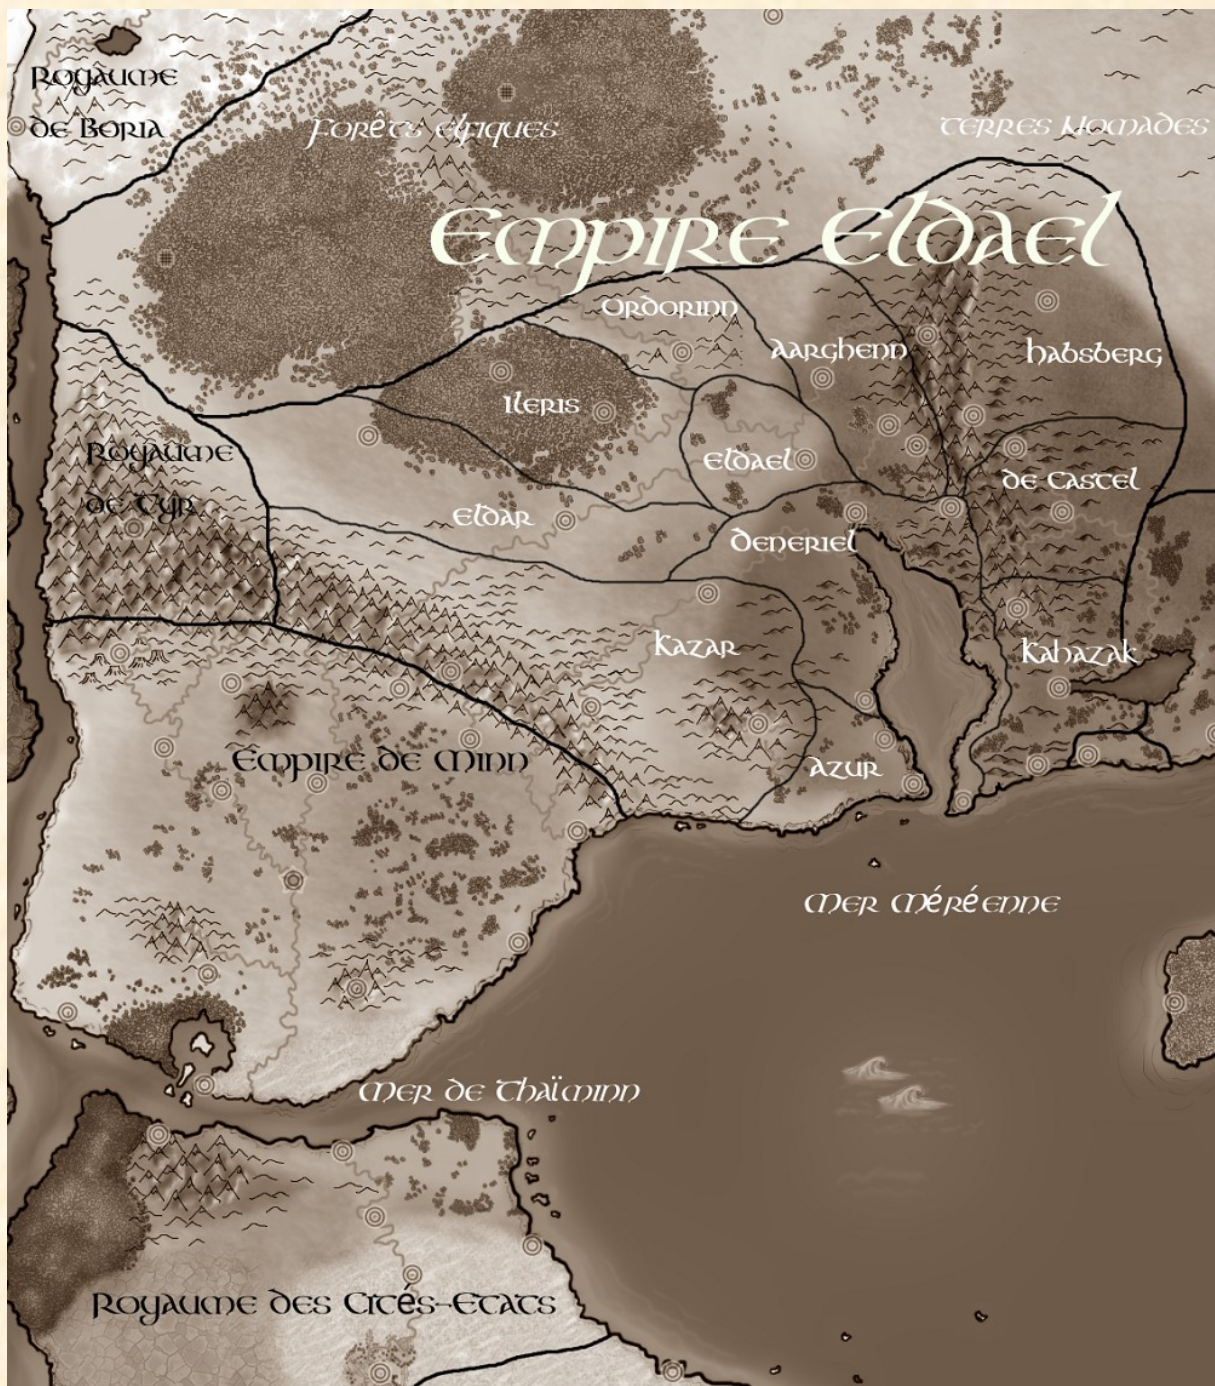 Royaume
de Boria
Forêts elfiques
Terres Nomades
Empire Eldael
Ordorinn
Aarghenn
Habsberg
Ileris
Royaume
de Tyr
Eldael
de Castel
Eldar
Deneriel
Kazar
Kahazak
Empire de Minn
Azur
Mer Méréenne
Mer de Thaïminn
Royaume des Cités-Etats